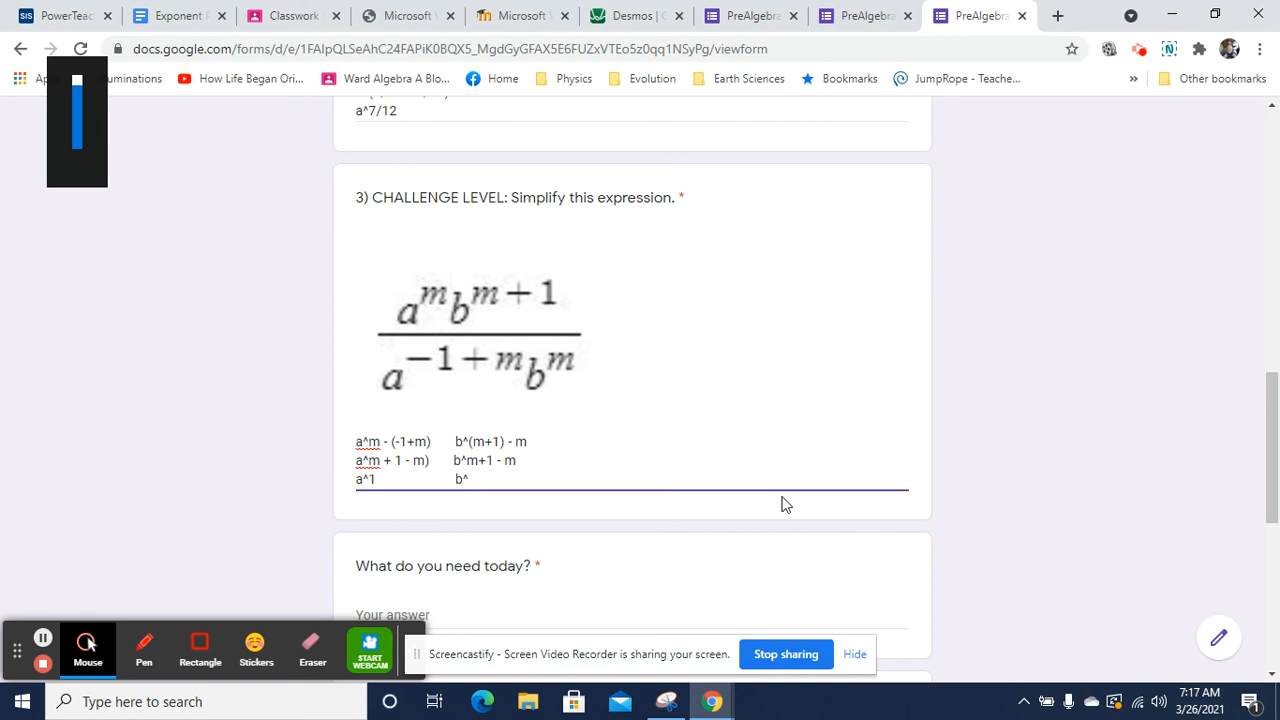 PowerTeac
Exponent F
Classwork
Microsoft
Microsoft
Desmos | G
PreAlgebra
PreAlgebra
PreAlgebra
docs.google.com/forms/d/e/1FAIpQLSeAhC24FAPiK0BQX5_MgdGyGFAX5E6FUZxVTEo5z0qq1NSyPg/viewform
uminations
How Life Began Ori...
Ward Algebra A Blo...
Home
Physics
Evolution
Earth Sciences
Bookmarks
JumpRope - Teache...
»
Other bookmarks
a^7/12
3) CHALLENGE LEVEL: Simplify this expression. *
a^m b^m + 1
a^-1 + m b^m
a^m - (-1+m) b^(m+1) - m
a^m + 1 - m) b^m+1 - m
a^1 b^
What do you need today? *
Your answer
Mouse
Pen
Rectangle
Stickers
Eraser
START WEBCAM
Screencastify - Screen Video Recorder is sharing your screen.
Stop sharing
Hide
Type here to search
7:17 AM
3/26/2021